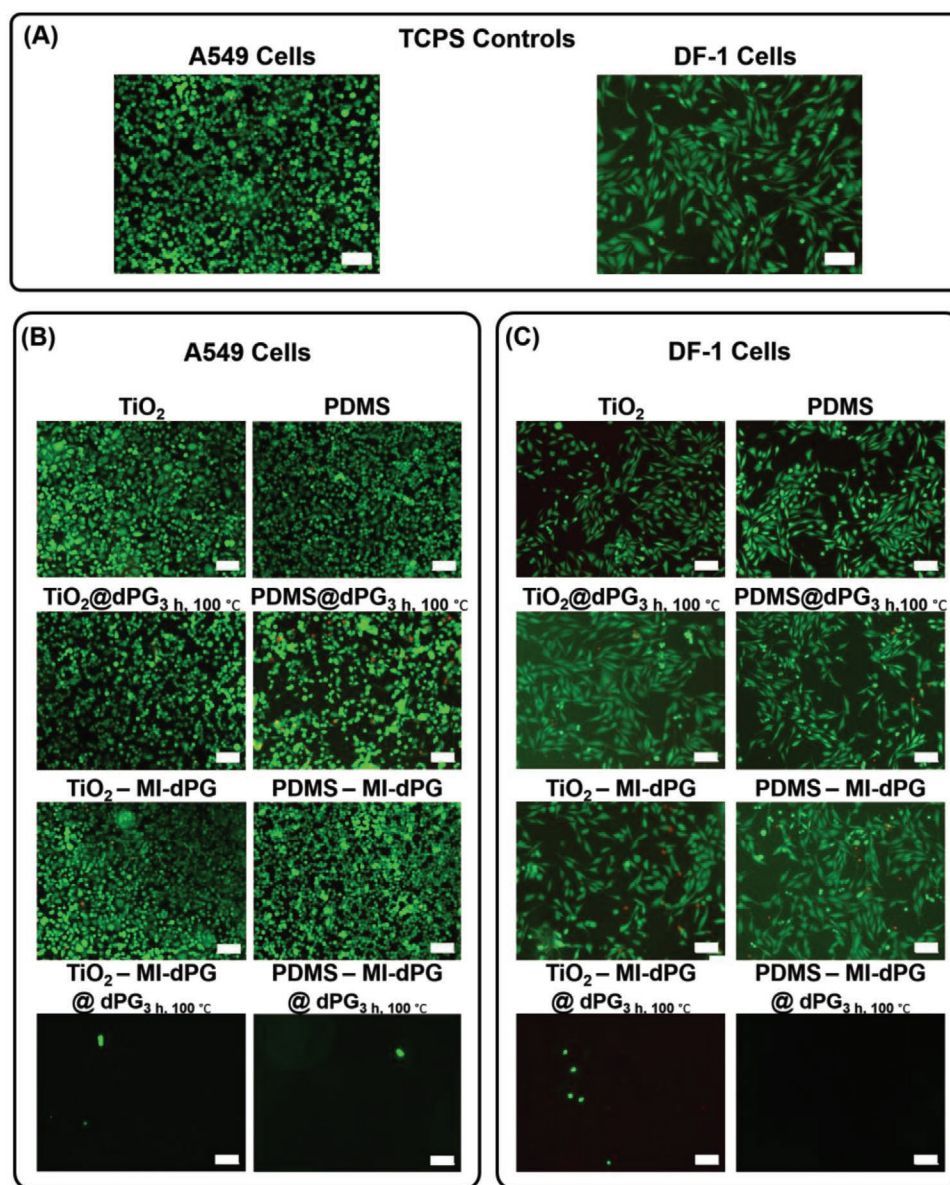 (A)
TCPS Controls
A549 Cells DF-1 Cells
(B)
A549 Cells
TiO₂ PDMS
TiO₂@dPG₃ ₕ, ₁₀₀ °C PDMS@dPG₃ ₕ, ₁₀₀ °C
TiO₂ – MI-dPG PDMS – MI-dPG
TiO₂ – MI-dPG PDMS – MI-dPG
@ dPG₃ ₕ, ₁₀₀ °C @ dPG₃ ₕ, ₁₀₀ °C
(C)
DF-1 Cells
TiO₂ PDMS
TiO₂@dPG₃ ₕ, ₁₀₀ °C PDMS@dPG₃ ₕ, ₁₀₀ °C
TiO₂ – MI-dPG PDMS – MI-dPG
TiO₂ – MI-dPG PDMS – MI-dPG
@ dPG₃ ₕ, ₁₀₀ °C @ dPG₃ ₕ, ₁₀₀ °C